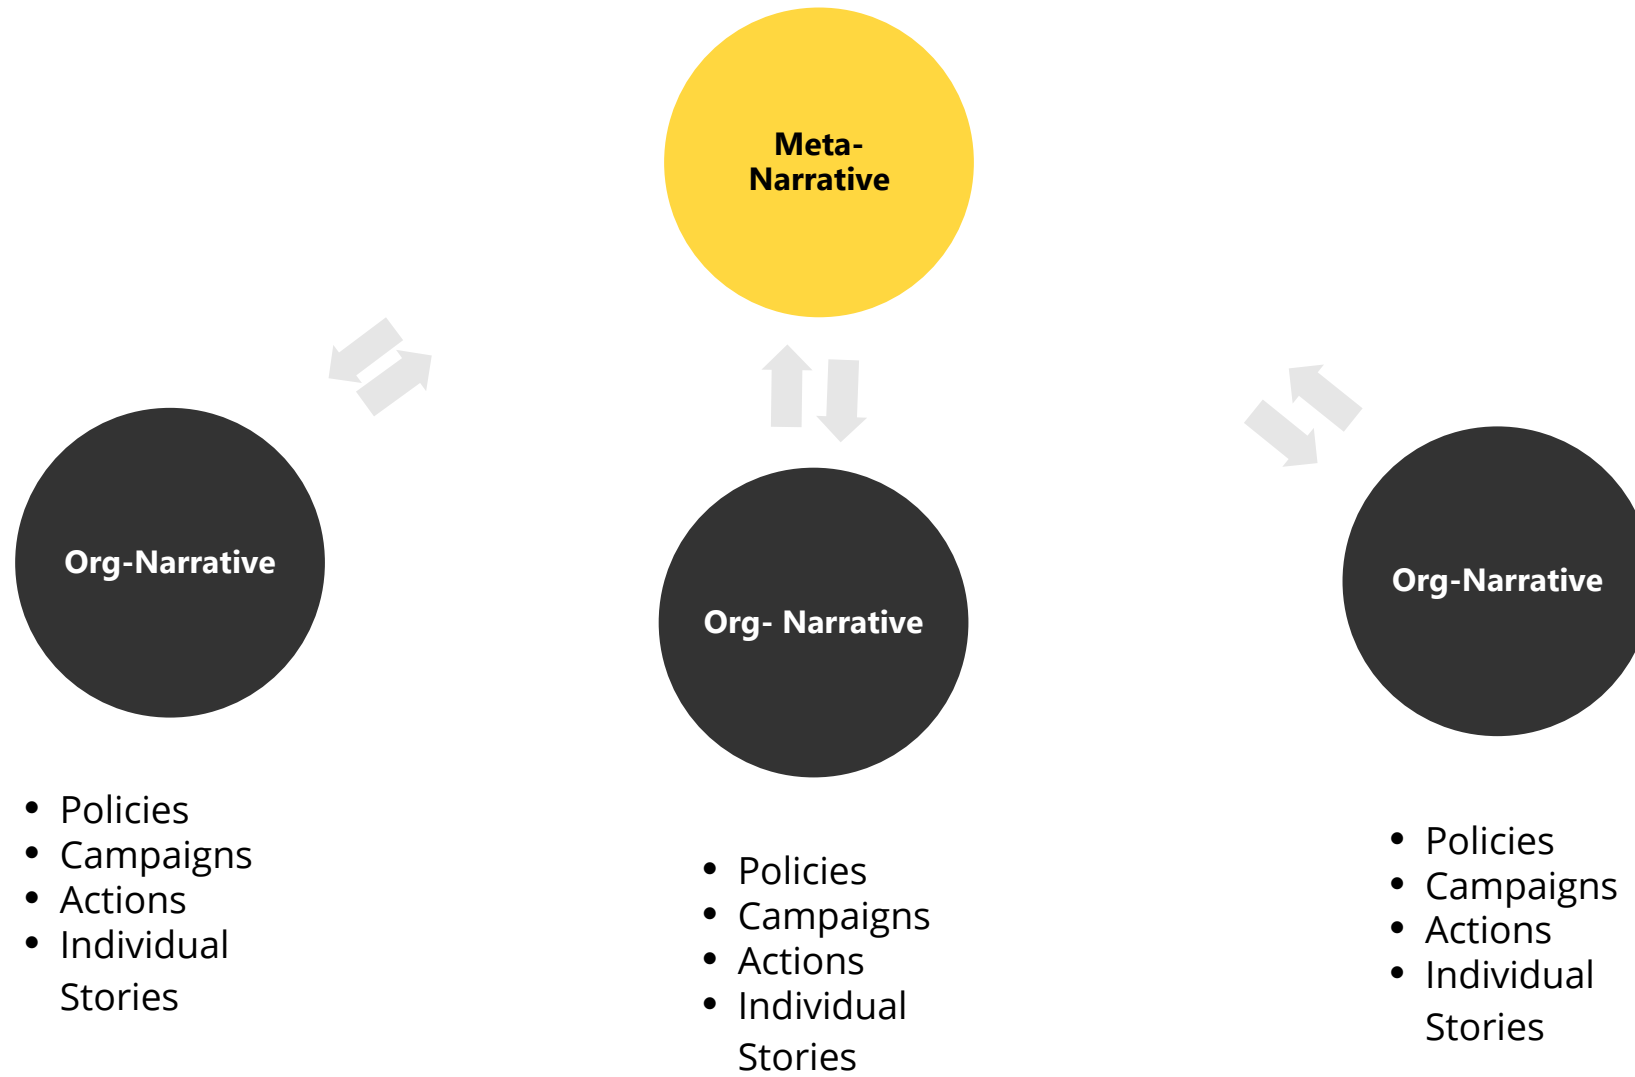 Meta-
Narrative
Org-Narrative
Org- Narrative
Org-Narrative
• Policies
• Campaigns
• Actions
• Individual
Stories
• Policies
• Campaigns
• Actions
• Individual
Stories
• Policies
• Campaigns
• Actions
• Individual
Stories